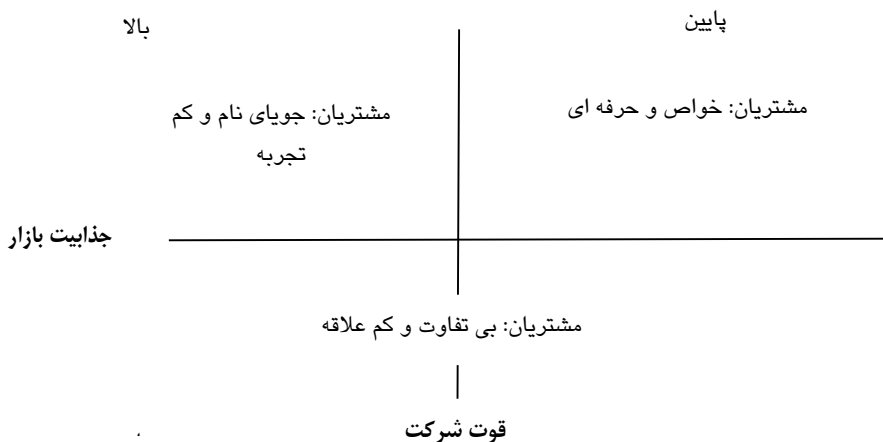 پایین
بالا
مشتریان: خواص و حرفه ای
مشتریان: جویای نام و کم
تجربه
جذابیت بازار
مشتریان: بی تفاوت و کم علاقه
قوت شرکت